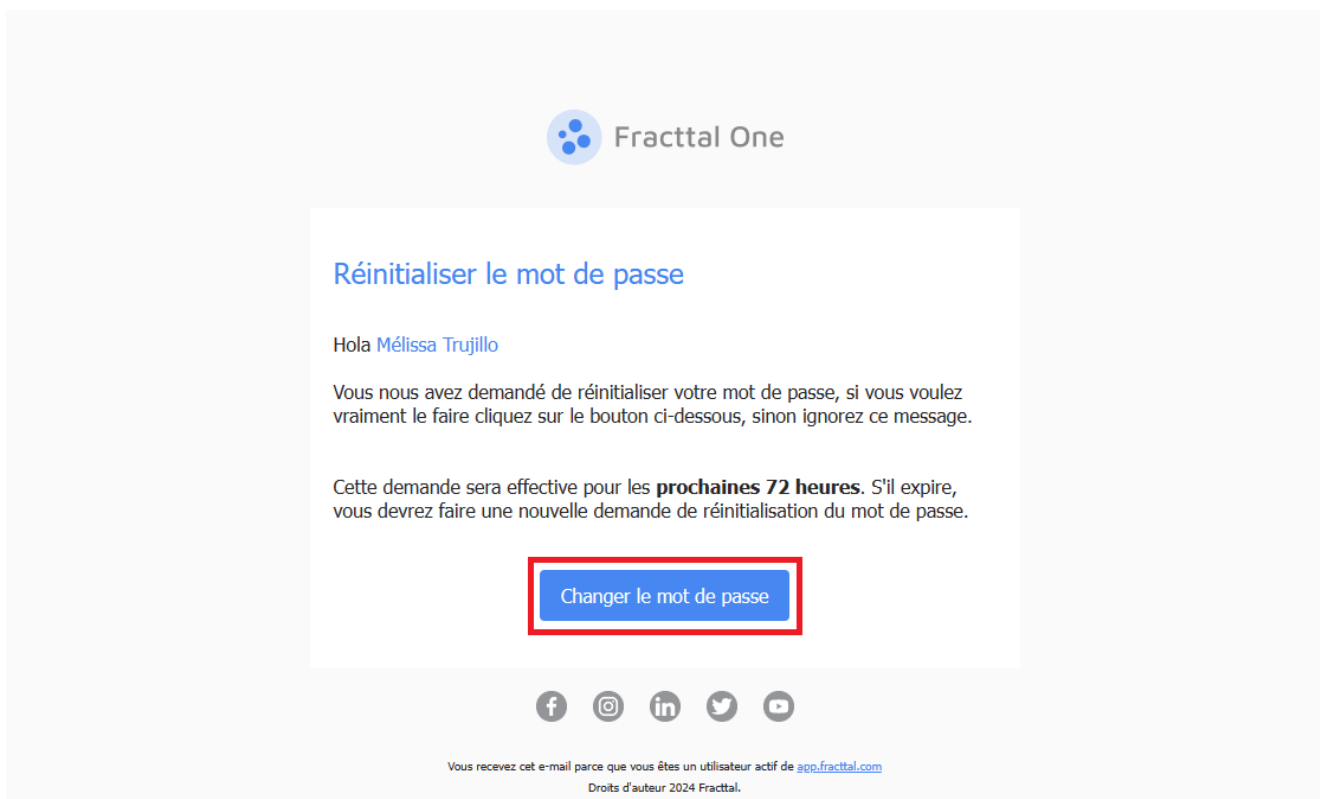 Fracttal One
Réinitialiser le mot de passe
Hola Mélissa Trujillo
Vous nous avez demandé de réinitialiser votre mot de passe, si vous voulez
vraiment le faire cliquez sur le bouton ci-dessous, sinon ignorez ce message.
Cette demande sera effective pour les prochaines 72 heures. S'il expire,
vous devrez faire une nouvelle demande de réinitialisation du mot de passe.
Changer le mot de passe
Vous recevez cet e-mail parce que vous êtes un utilisateur actif de app.fracttal.com
Droits d'auteur 2024 Fracttal.